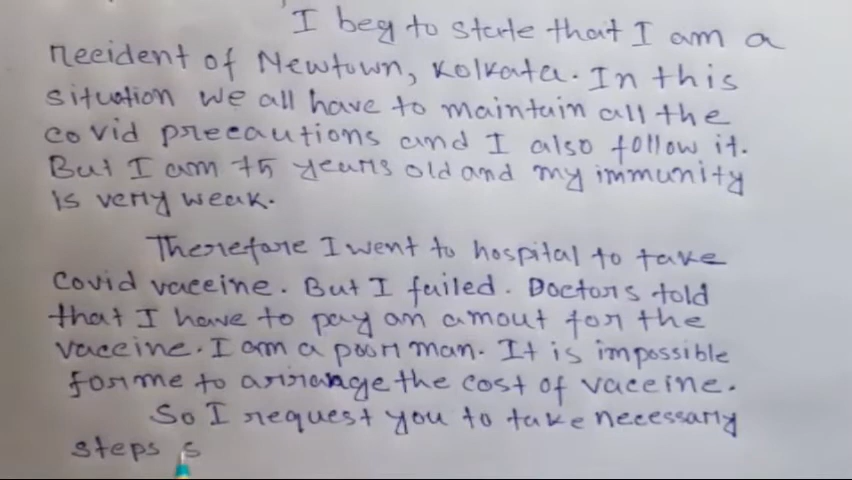 I beg to state that I am a
recident of Newtown, Kolkata. In this
situation we all have to maintain all the
covid precautions and I also follow it.
But I am 75 years old and my immunity
is very weak.
Therefore I went to hospital to take
covid vaccine. But I failed. Doctors told
that I have to pay an amout for the
vaccine. I am a poor man. It is impossible
for me to arrange the cost of vaccine.
So I request you to take necessary
steps s